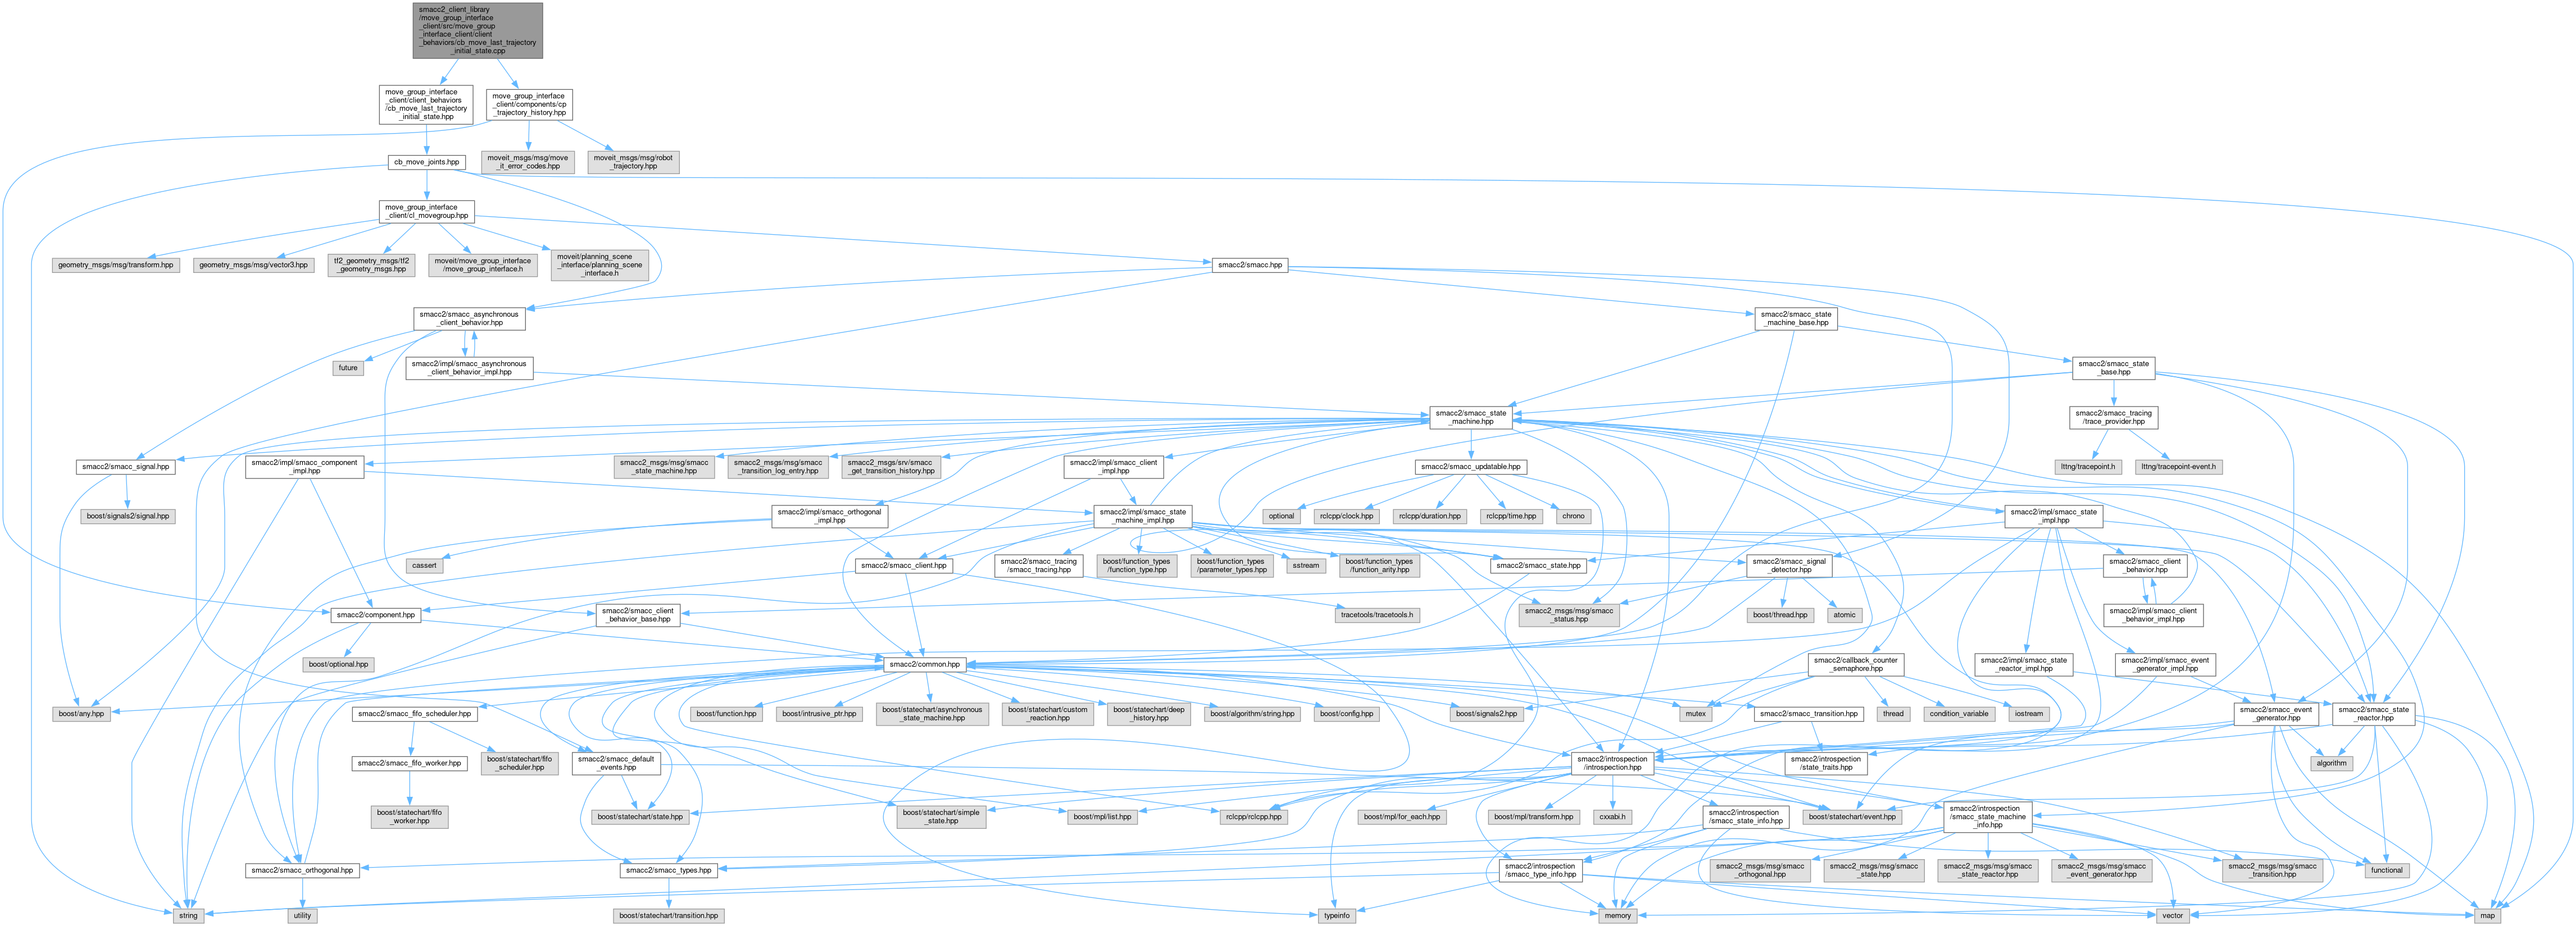 smacc2_client_library
/move_group_interface
_client/src/move_group
_interface_client/client
_behaviors/cb_move_last_trajectory
_initial_state.cpp
move_group_interface
_client/client_behaviors
/cb_move_last_trajectory
_initial_state.hpp
move_group_interface
_client/components/cp
_trajectory_history.hpp
cb_move_joints.hpp
moveit_msgs/msg/move
it_error_codes.hpp
moveit_msgs/msg/robot
_trajectory.hpp
move_group_interface
_client/cl_movegroup.hpp
geometry_msgs/msg/transform.hpp
geometry_msgs/msg/vector3.hpp
tf2_geometry_msgs/tf2
_geometry_msgs.hpp
moveit/move_group_interface
/move_group_interface.h
moveit/planning_scene
_interface/planning_scene
_interface.h
smacc2/smacc.hpp
smacc2/smacc_asynchronous
_client_behavior.hpp
smacc2/smacc_state
_machine_base.hpp
future
smacc2/impl/smacc_asynchronous
_client_behavior_impl.hpp
smacc2/smacc_state
_base.hpp
smacc2/smacc_state
_machine.hpp
smacc2/smacc_tracing
/trace_provider.hpp
smacc2/smacc_signal.hpp
smacc2/impl/smacc_component
_impl.hpp
smacc2_msgs/msg/smacc
_state_machine.hpp
smacc2_msgs/msg/smacc
_transition_log_entry.hpp
smacc2_msgs/srv/smacc
_get_transition_history.hpp
smacc2/impl/smacc_client
_impl.hpp
smacc2/smacc_updatable.hpp
lttng/tracepoint.h
lttng/tracepoint-event.h
boost/signals2/signal.hpp
smacc2/impl/smacc_orthogonal
_impl.hpp
smacc2/impl/smacc_state
_machine_impl.hpp
optional
rclcpp/clock.hpp
rclcpp/duration.hpp
rclcpp/time.hpp
chrono
smacc2/impl/smacc_state
_impl.hpp
cassert
smacc2/smacc_client.hpp
smacc2/smacc_tracing
/smacc_tracing.hpp
boost/function_types
/function_type.hpp
boost/function_types
/parameter_types.hpp
sstream
boost/function_types
/function_arity.hpp
smacc2/smacc_state.hpp
smacc2/smacc_signal
_detector.hpp
smacc2/smacc_client
_behavior.hpp
smacc2/component.hpp
smacc2/smacc_client
_behavior_base.hpp
tracetools/tracetools.h
smacc2_msgs/msg/smacc
_status.hpp
boost/thread.hpp
atomic
smacc2/impl/smacc_client
_behavior_impl.hpp
boost/optional.hpp
smacc2/common.hpp
smacc2/callback_counter
_semaphore.hpp
smacc2/impl/smacc_state
_reactor_impl.hpp
smacc2/impl/smacc_event
_generator_impl.hpp
boost/any.hpp
smacc2/smacc_fifo_scheduler.hpp
boost/function.hpp
boost/intrusive_ptr.hpp
boost/statechart/asynchronous
_state_machine.hpp
boost/statechart/custom
_reaction.hpp
boost/statechart/deep
_history.hpp
boost/algorithm/string.hpp
boost/config.hpp
boost/signals2.hpp
mutex
smacc2/smacc_transition.hpp
thread
condition_variable
iostream
smacc2/smacc_event
_generator.hpp
smacc2/smacc_state
_reactor.hpp
smacc2/smacc_fifo_worker.hpp
boost/statechart/fifo
_scheduler.hpp
smacc2/smacc_default
_events.hpp
smacc2/introspection
/introspection.hpp
smacc2/introspection
/state_traits.hpp
algorithm
boost/statechart/fifo
_worker.hpp
boost/statechart/state.hpp
boost/statechart/simple
_state.hpp
boost/mpl/list.hpp
rclcpp/rclcpp.hpp
boost/mpl/for_each.hpp
boost/mpl/transform.hpp
cxxabi.h
smacc2/introspection
/smacc_state_info.hpp
boost/statechart/event.hpp
smacc2/introspection
/smacc_state_machine
_info.hpp
smacc2/smacc_orthogonal.hpp
smacc2/smacc_types.hpp
smacc2/introspection
/smacc_type_info.hpp
smacc2_msgs/msg/smacc
_orthogonal.hpp
smacc2_msgs/msg/smacc
_state.hpp
smacc2_msgs/msg/smacc
_state_reactor.hpp
smacc2_msgs/msg/smacc
_event_generator.hpp
smacc2_msgs/msg/smacc
_transition.hpp
functional
string
utility
boost/statechart/transition.hpp
typeinfo
memory
vector
map